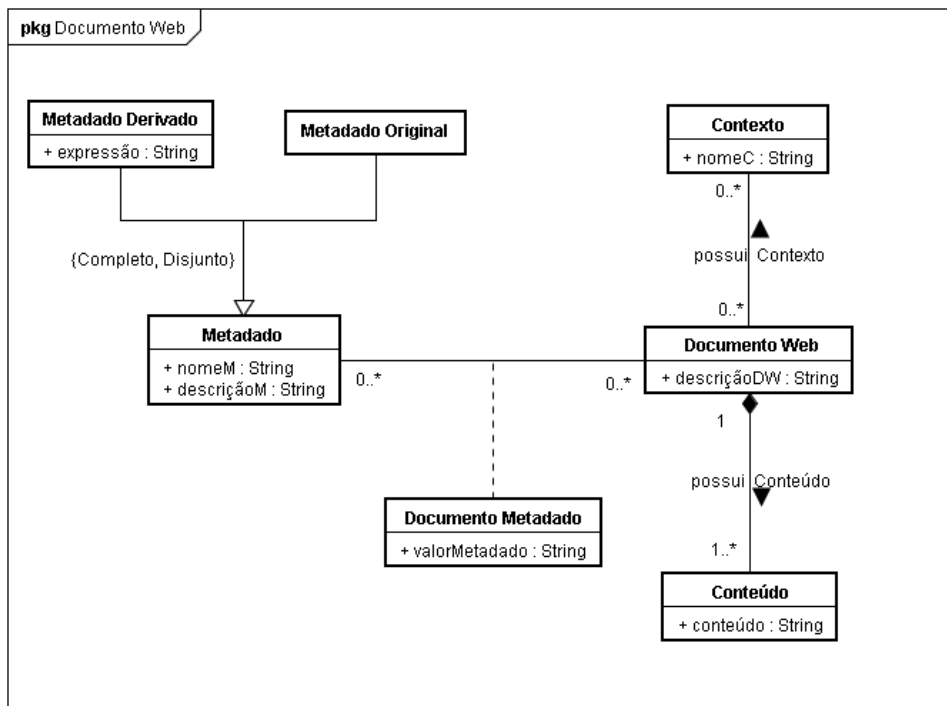 pkg Documento Web
Metadado Derivado
+ expressão : String
Metadado Original
Contexto
+ nomeC : String
0..*
{Completo, Disjunto}
possui Contexto
0..*
Metadado
+ nomeM : String
+ descriçãoM : String
0..*
0..*
Documento Web
+ descriçãoDW : String
1
possui Conteúdo
Documento Metadado
+ valorMetadado : String
1..*
Conteúdo
+ conteúdo : String